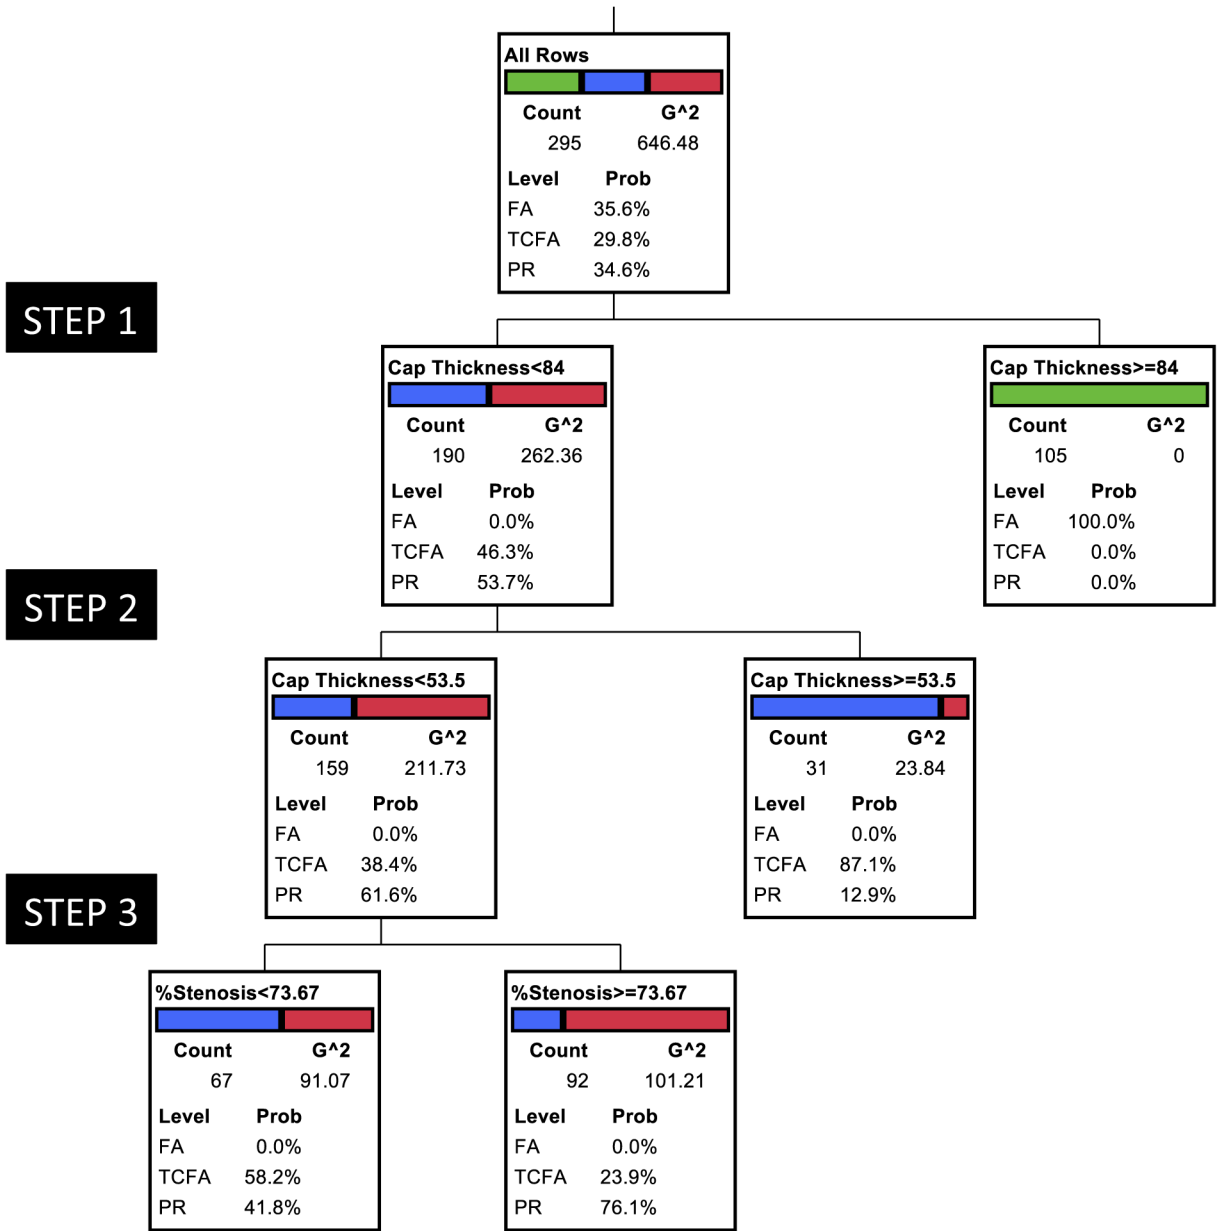 All Rows
Count G^2
295 646.48
Level Prob
FA 35.6%
TCFA 29.8%
PR 34.6%
STEP 1
Cap Thickness<84
Count G^2
190 262.36
Level Prob
FA 0.0%
TCFA 46.3%
PR 53.7%
Cap Thickness>=84
Count G^2
105 0
Level Prob
FA 100.0%
TCFA 0.0%
PR 0.0%
STEP 2
Cap Thickness<53.5
Count G^2
159 211.73
Level Prob
FA 0.0%
TCFA 38.4%
PR 61.6%
Cap Thickness>=53.5
Count G^2
31 23.84
Level Prob
FA 0.0%
TCFA 87.1%
PR 12.9%
STEP 3
%Stenosis<73.67
Count G^2
67 91.07
Level Prob
FA 0.0%
TCFA 58.2%
PR 41.8%
%Stenosis>=73.67
Count G^2
92 101.21
Level Prob
FA 0.0%
TCFA 23.9%
PR 76.1%